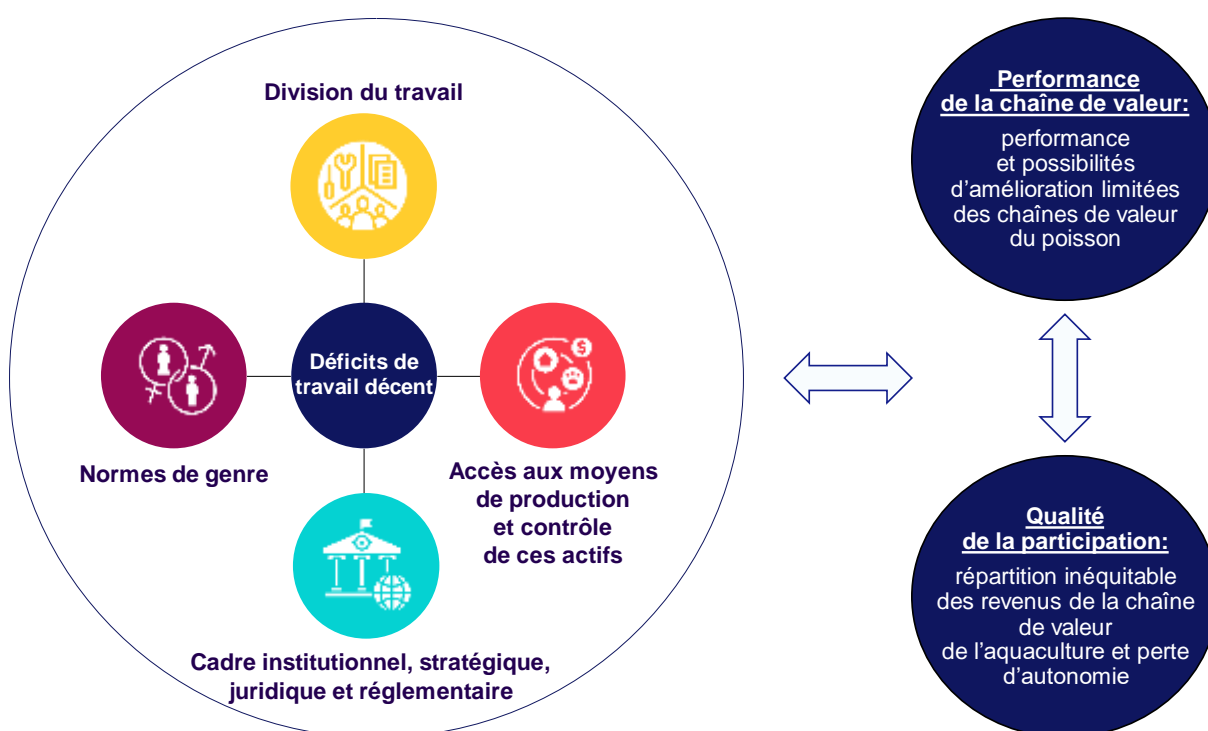 Division du travail
Déficits de
travail décent
Normes de genre
Accès aux moyens
de production
et contrôle
de ces actifs
Cadre institutionnel, stratégique,
juridique et réglementaire
Performance
de la chaîne de valeur:
performance
et possibilités
d’amélioration limitées
des chaînes de valeur
du poisson
Qualité
de la participation:
répartition inéquitable
des revenus de la chaîne
de valeur
de l’aquaculture et perte
d’autonomie